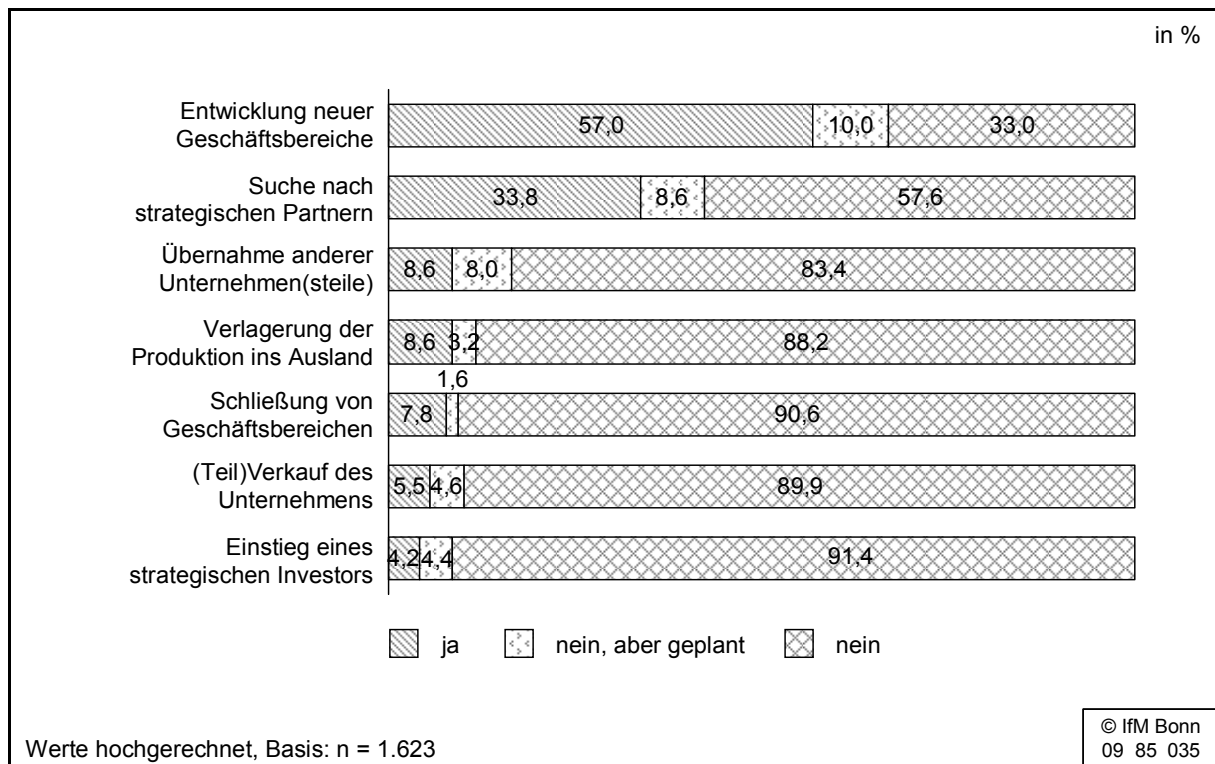 in %
Entwicklung neuer
Geschäftsbereiche
57,0 10,0 33,0
Suche nach
strategischen Partnern
33,8 8,6 57,6
Übernahme anderer
Unternehmen(steile)
8,6 8,0 83,4
Verlagerung der
Produktion ins Ausland
8,6 3,2 88,2
1,6
Schließung von
Geschäftsbereichen
7,8 90,6
(Teil)Verkauf des
Unternehmens
5,5 4,6 89,9
Einstieg eines
strategischen Investors
4,2 4,4 91,4
ja nein, aber geplant nein
Werte hochgerechnet, Basis: n = 1.623
© IfM Bonn
09 85 035